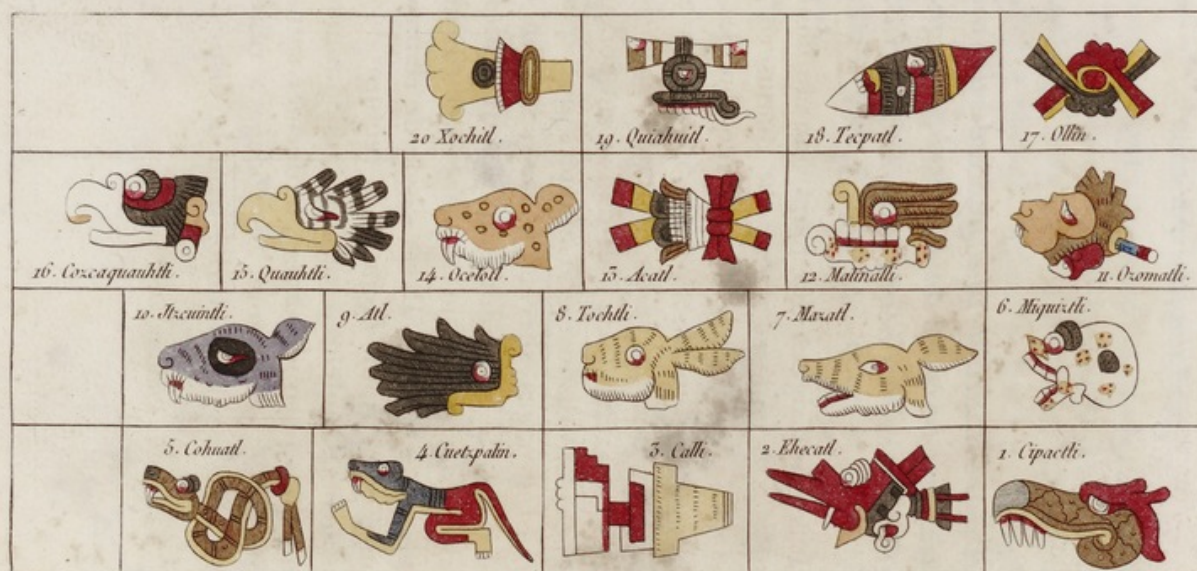 20 Xochitl.
19. Quiahuitl.
18. Tecpatl.
17. Ollin.
16. Cozcaquauhtli.
15. Quauhtli.
14. Ocelotl.
13. Acatl.
12. Malinalli.
11. Ozomatli.
10. Itzcuintli.
9. Atl.
8. Tochtli.
7. Mazatl.
6. Miquiztli.
5. Cohuatl.
4. Cuetzpalin.
3. Calli.
2. Ehecatl.
1. Cipactli.